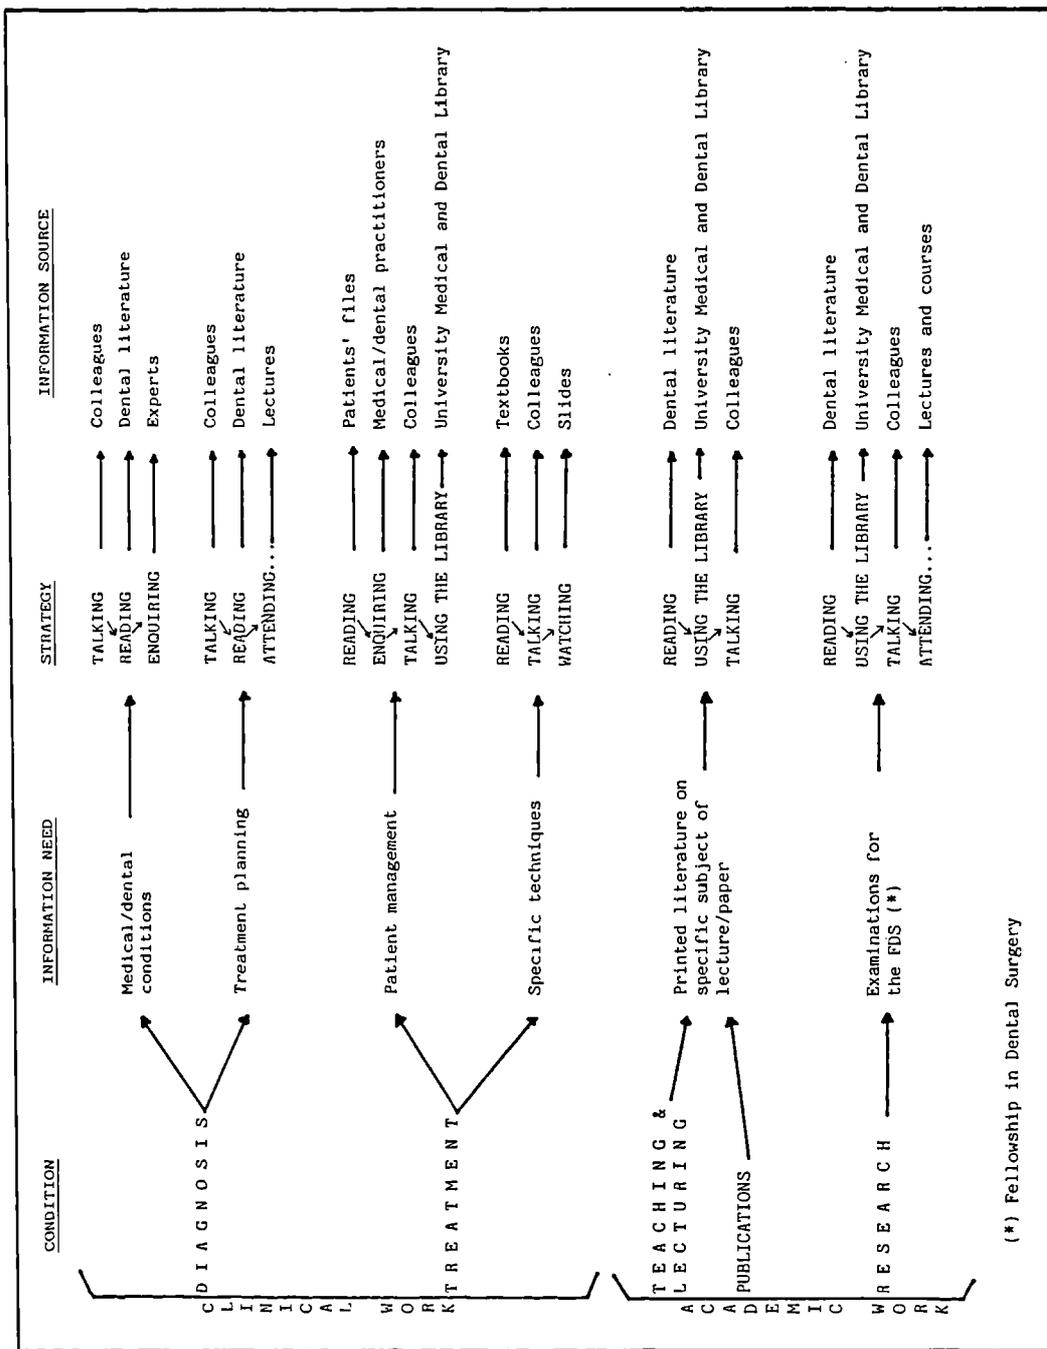 CONDITION
INFORMATION NEED
STRATEGY
INFORMATION SOURCE
CLINICAL WORK
DIAGNOSIS
Medical/dental
conditions
TALKING
Colleagues
READING
Dental literature
ENQUIRING
Experts
Treatment planning
TALKING
Colleagues
READING
Dental literature
ATTENDING...
Lectures
TREATMENT
Patient management
READING
Patients' files
ENQUIRING
Medical/dental practitioners
TALKING
Colleagues
USING THE LIBRARY
University Medical and Dental Library
Specific techniques
READING
Textbooks
TALKING
Colleagues
WATCHING
Slides
ACADEMIC WORK
TEACHING &
LECTURING
PUBLICATIONS
Printed literature on
specific subject of
lecture/paper
READING
Dental literature
USING THE LIBRARY
University Medical and Dental Library
TALKING
Colleagues
RESEARCH
Examinations for
the FDS (*)
READING
Dental literature
USING THE LIBRARY
University Medical and Dental Library
TALKING
Colleagues
ATTENDING...
Lectures and courses
(*) Fellowship in Dental Surgery